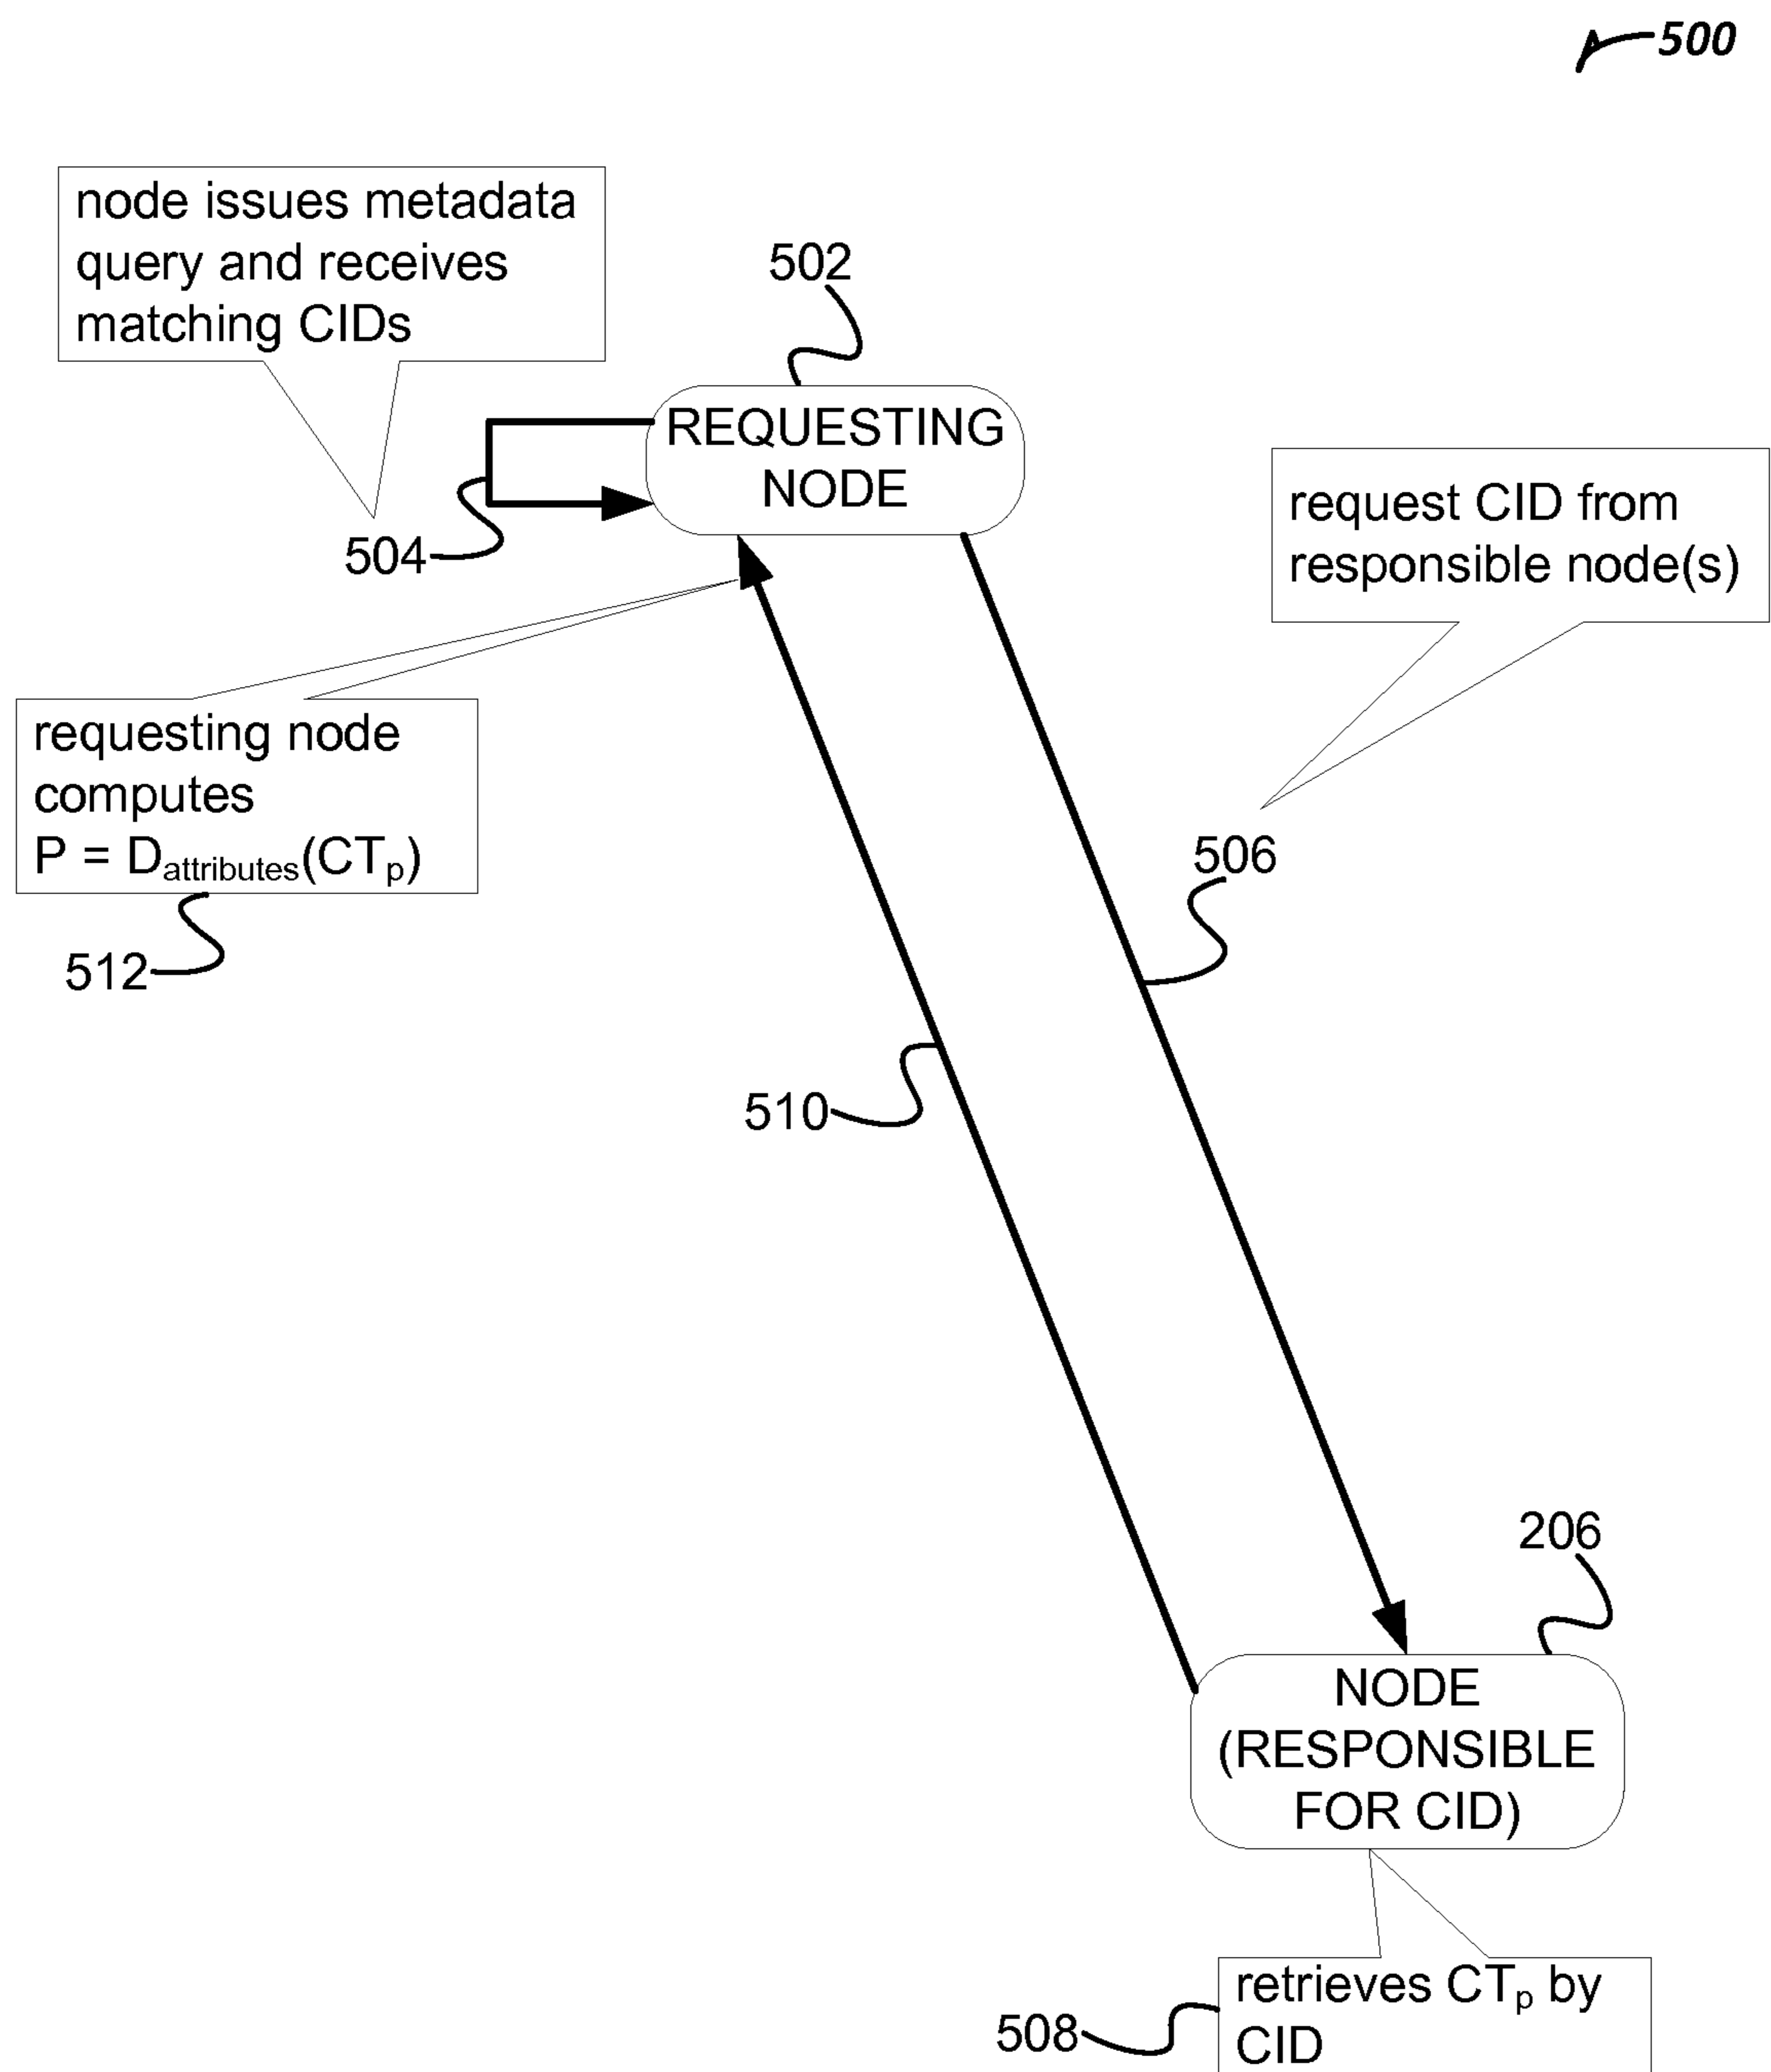 500
node issues metadata
query and receives
matching CIDs
502
REQUESTING
NODE
504
request CID from
responsible node(s)
requesting node
computes
P = Dattributes(CTp)
506
512
510
206
NODE
(RESPONSIBLE
FOR CID)
retrieves CTp by
CID
508